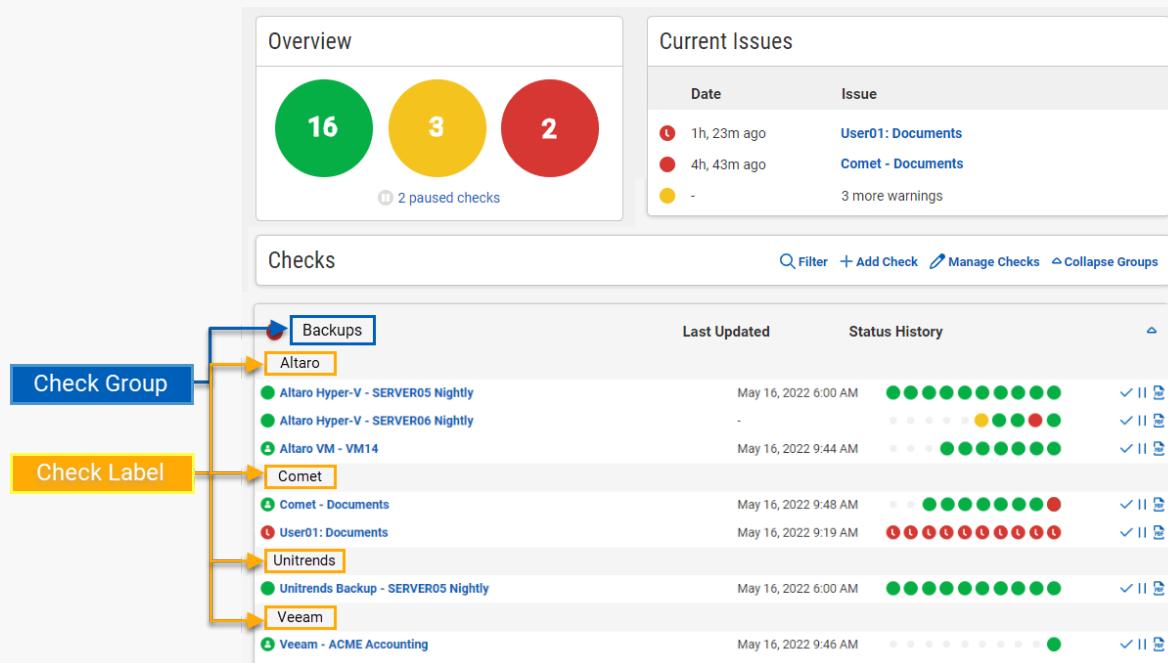 Overview
16
3
2
2 paused checks
Current Issues
Date Issue
1h, 23m ago User01: Documents
4h, 43m ago Comet - Documents
- 3 more warnings
Checks
Filter Add Check Manage Checks Collapse Groups
Check Group
Check Label
Backups Last Updated Status History
Altaro
Altaro Hyper-V - SERVER05 Nightly May 16, 2022 6:00 AM
Altaro Hyper-V - SERVER06 Nightly -
Altaro VM - VM14 May 16, 2022 9:44 AM
Comet
Comet - Documents May 16, 2022 9:48 AM
User01: Documents May 16, 2022 9:19 AM
Unitrends
Unitrends Backup - SERVER05 Nightly May 16, 2022 6:00 AM
Veeam
Veeam - ACME Accounting May 16, 2022 9:46 AM